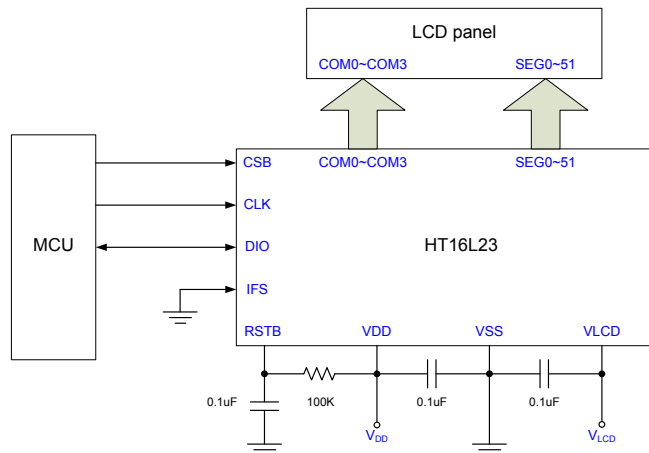 LCD panel
COM0~COM3 SEG0~51
CSB COM0~COM3 SEG0~51
CLK
MCU DIO HT16L23
IFS
RSTB VDD VSS VLCD
0.1uF 100K 0.1uF 0.1uF
VDD VLCD